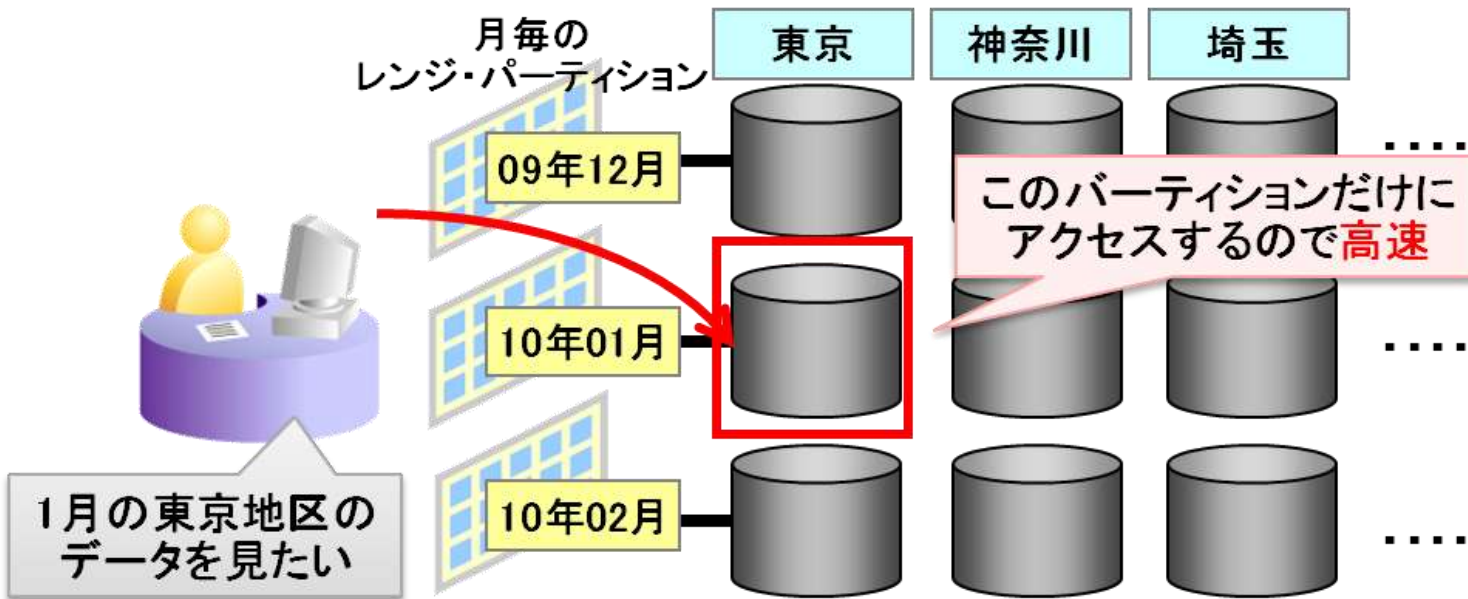 月毎の
レンジ・パーティション
東京
神奈川
埼玉
09年12月
‥‥
このバーティションだけに
アクセスするので高速
10年01月
‥‥
1月の東京地区の
データを見たい
10年02月
‥‥